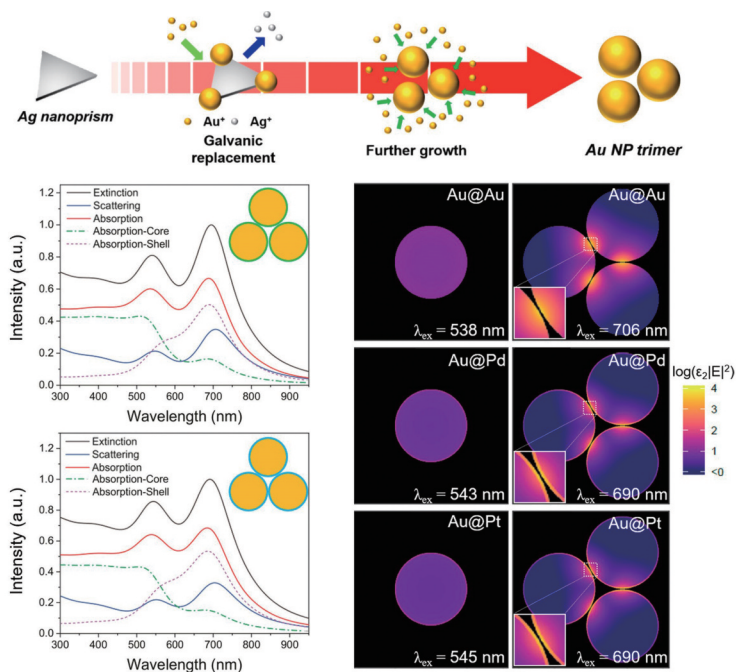 Ag nanoprism
Au⁺ Ag⁺
Galvanic
replacement
Further growth
Au NP trimer
1.2
1.0
0.8
0.6
0.4
0.2
0.0
Intensity (a.u.)
Extinction
Scattering
Absorption
Absorption-Core
Absorption-Shell
300 400 500 600 700 800 900
Wavelength (nm)
1.2
1.0
0.8
0.6
0.4
0.2
0.0
Intensity (a.u.)
Extinction
Scattering
Absorption
Absorption-Core
Absorption-Shell
300 400 500 600 700 800 900
Wavelength (nm)
Au@Au
λex = 538 nm
Au@Au
λex = 706 nm
Au@Pd
λex = 543 nm
Au@Pd
λex = 690 nm
Au@Pt
λex = 545 nm
Au@Pt
λex = 690 nm
log(ε₂|E|²)
4
3
2
1
<0